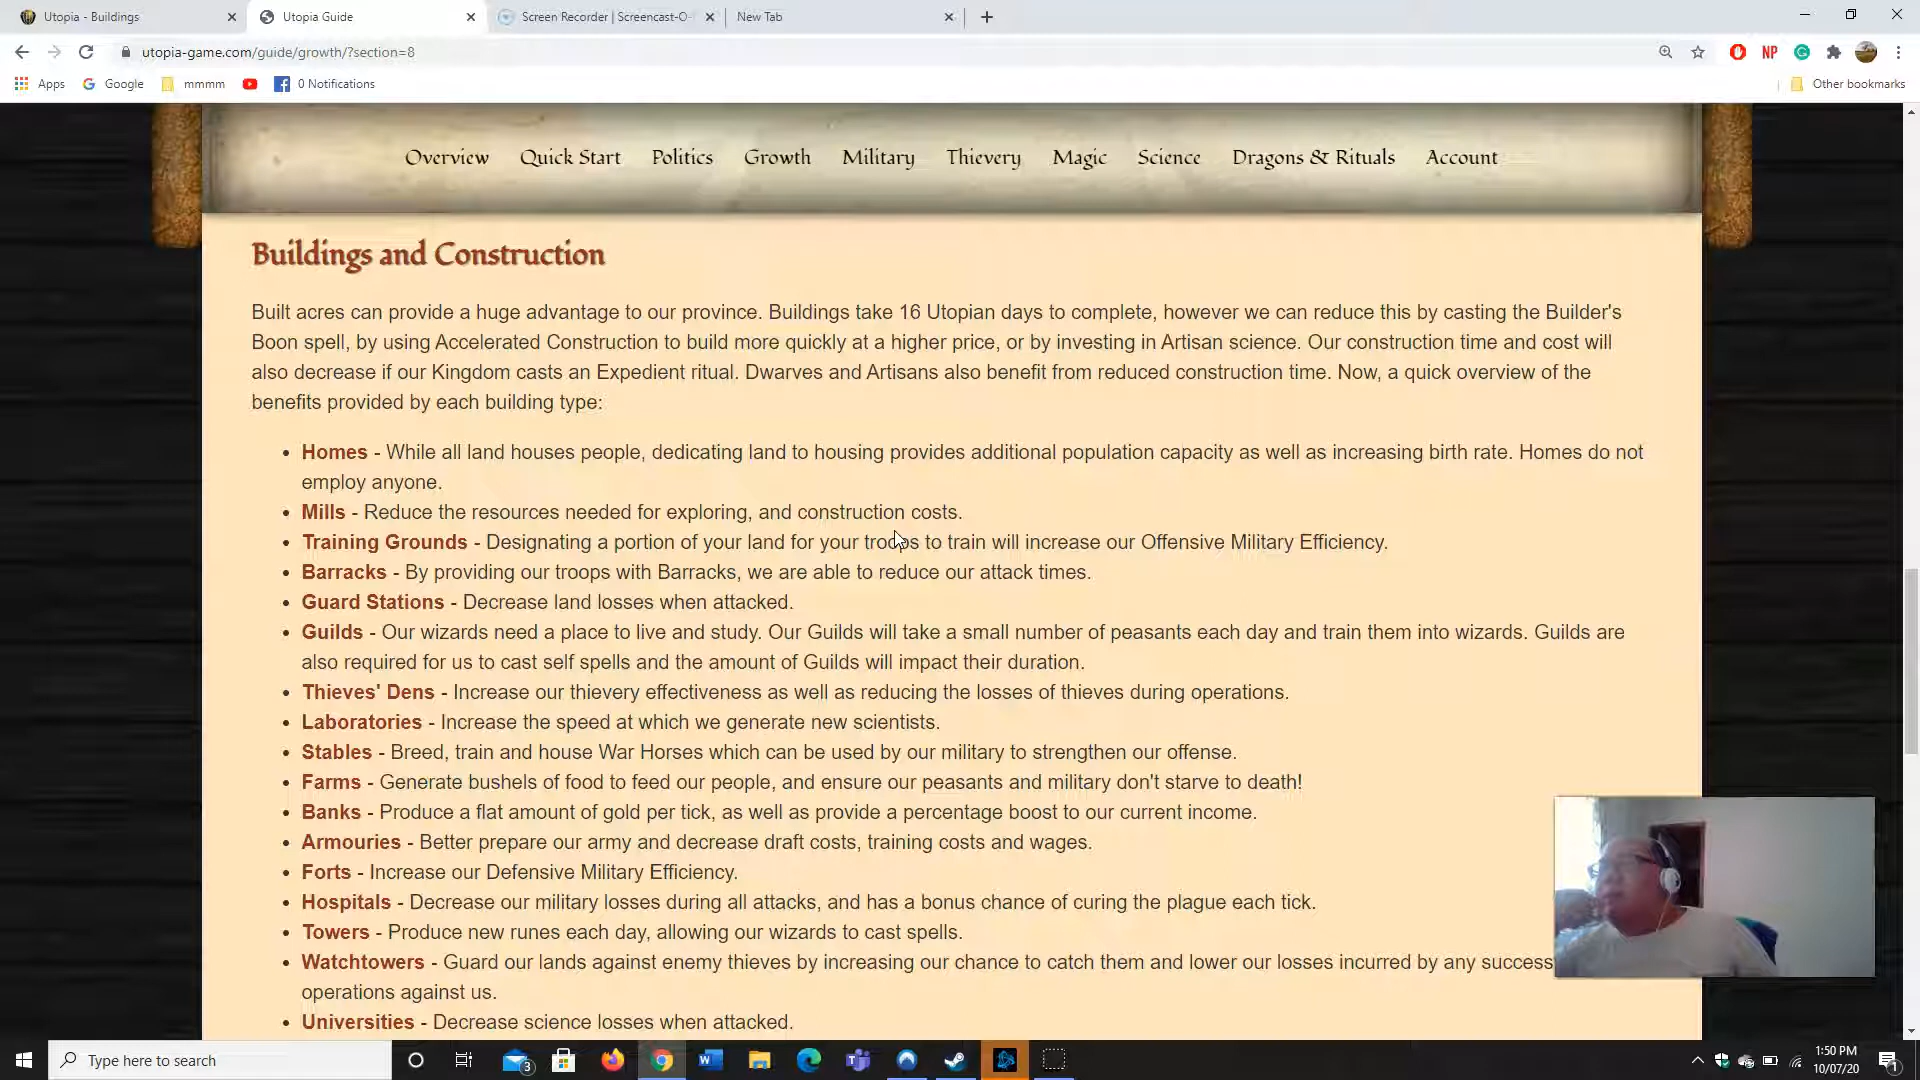 Utopia - Buildings
Utopia Guide
Screen Recorder | Screencast-O-
New Tab
utopia-game.com/guide/growth/?section=8
NP
Apps
Google
mmmm
0 Notifications
Other bookmarks
Overview
Quick Start
Politics
Growth
Military
Thievery
Magic
Science
Dragons & Rituals
Account
Buildings and Construction
Built acres can provide a huge advantage to our province. Buildings take 16 Utopian days to complete, however we can reduce this by casting the Builder's
Boon spell, by using Accelerated Construction to build more quickly at a higher price, or by investing in Artisan science. Our construction time and cost will
also decrease if our Kingdom casts an Expedient ritual. Dwarves and Artisans also benefit from reduced construction time. Now, a quick overview of the
benefits provided by each building type:
• Homes - While all land houses people, dedicating land to housing provides additional population capacity as well as increasing birth rate. Homes do not
employ anyone.
• Mills - Reduce the resources needed for exploring, and construction costs.
• Training Grounds - Designating a portion of your land for your troops to train will increase our Offensive Military Efficiency.
• Barracks - By providing our troops with Barracks, we are able to reduce our attack times.
• Guard Stations - Decrease land losses when attacked.
• Guilds - Our wizards need a place to live and study. Our Guilds will take a small number of peasants each day and train them into wizards. Guilds are
also required for us to cast self spells and the amount of Guilds will impact their duration.
• Thieves' Dens - Increase our thievery effectiveness as well as reducing the losses of thieves during operations.
• Laboratories - Increase the speed at which we generate new scientists.
• Stables - Breed, train and house War Horses which can be used by our military to strengthen our offense.
• Farms - Generate bushels of food to feed our people, and ensure our peasants and military don't starve to death!
• Banks - Produce a flat amount of gold per tick, as well as provide a percentage boost to our current income.
• Armouries - Better prepare our army and decrease draft costs, training costs and wages.
• Forts - Increase our Defensive Military Efficiency.
• Hospitals - Decrease our military losses during all attacks, and has a bonus chance of curing the plague each tick.
• Towers - Produce new runes each day, allowing our wizards to cast spells.
• Watchtowers - Guard our lands against enemy thieves by increasing our chance to catch them and lower our losses incurred by any success
operations against us.
• Universities - Decrease science losses when attacked.
Type here to search
3
1:50 PM
10/07/20
1